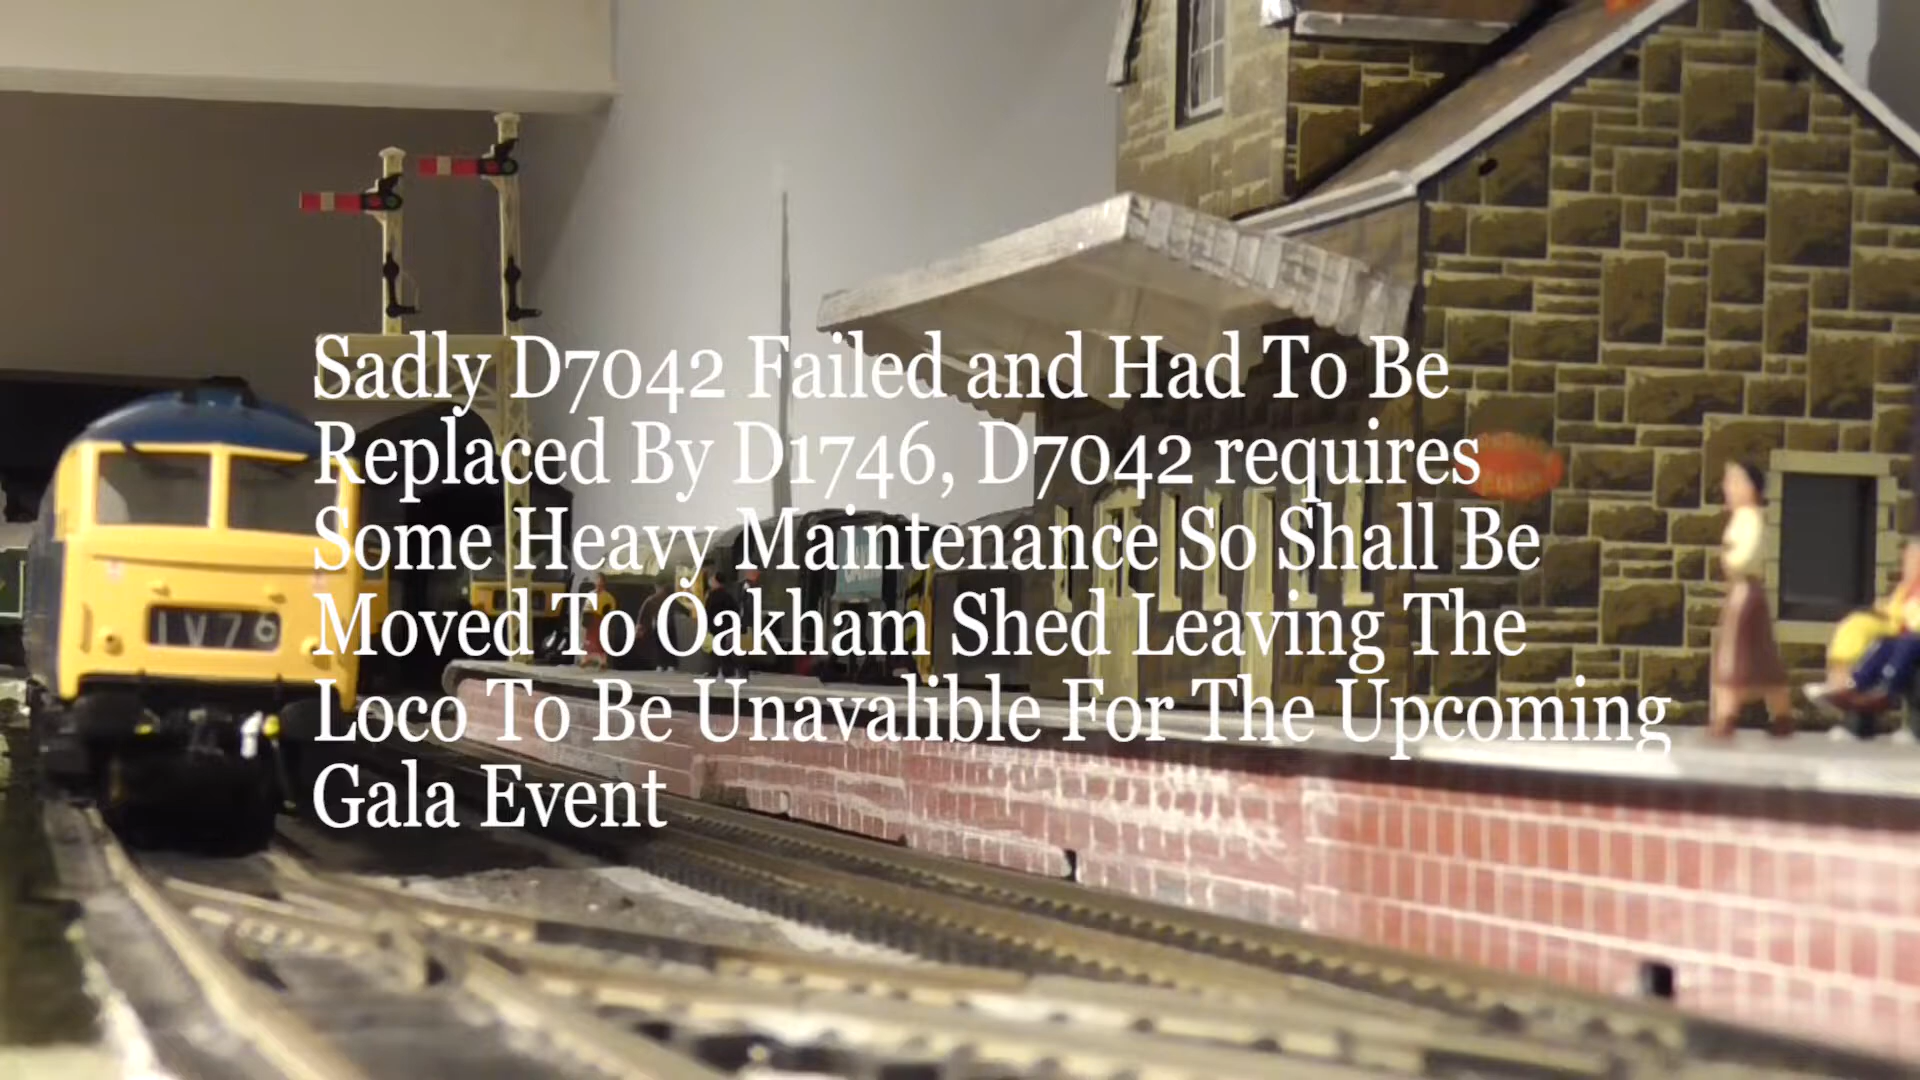 Sadly D7042 Failed and Had To Be
Replaced By D1746, D7042 requires
Some Heavy Maintenance So Shall Be
Moved To Oakham Shed Leaving The
Loco To Be Unavalible For The Upcoming
Gala Event
1V76